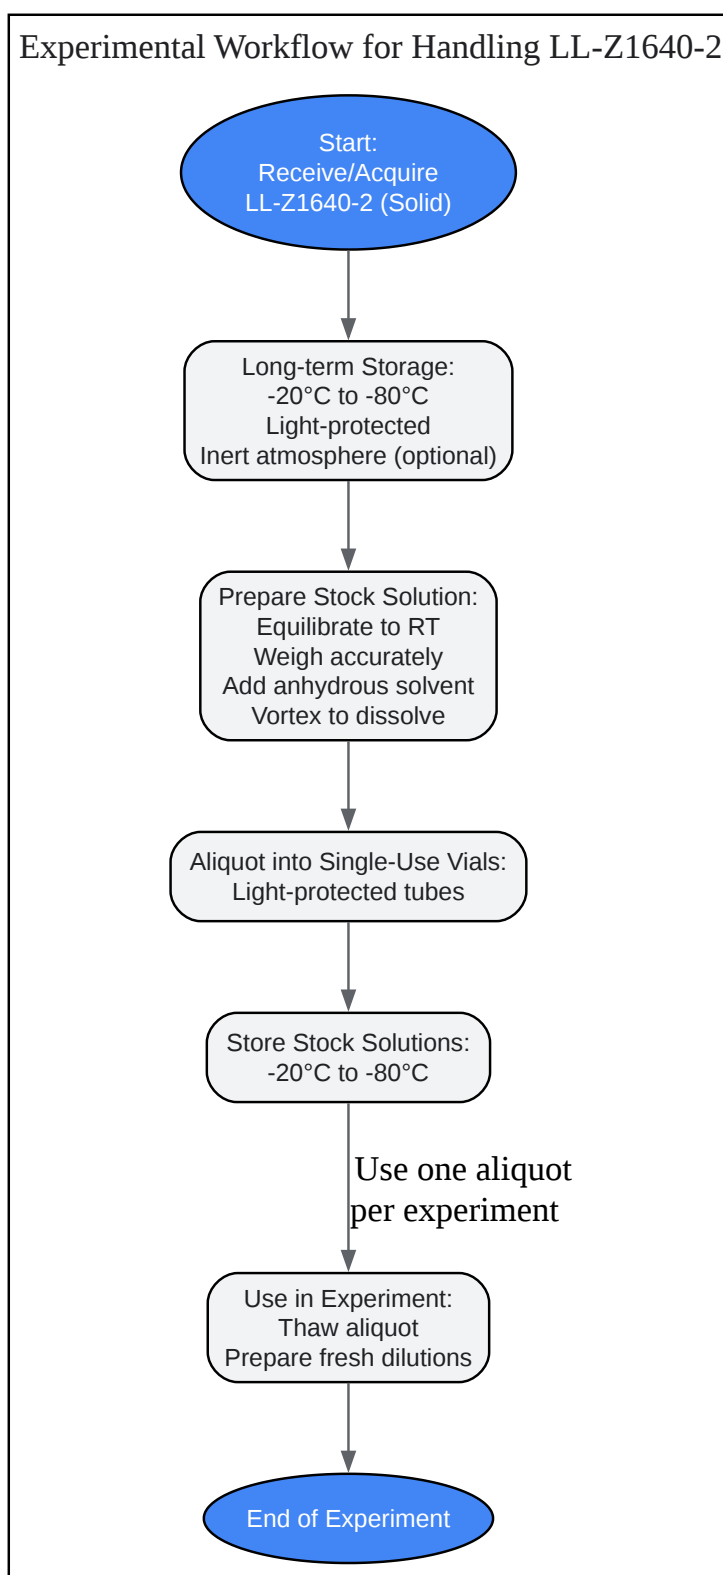 Experimental Workflow for Handling LL-Z1640-2
Start:
Receive/Acquire
LL-Z1640-2 (Solid)
Long-term Storage:
-20°C to -80°C
Light-protected
Inert atmosphere (optional)
Prepare Stock Solution:
Equilibrate to RT
Weigh accurately
Add anhydrous solvent
Vortex to dissolve
Aliquot into Single-Use Vials:
Light-protected tubes
Store Stock Solutions:
-20°C to -80°C
Use one aliquot
per experiment
Use in Experiment:
Thaw aliquot
Prepare fresh dilutions
End of Experiment